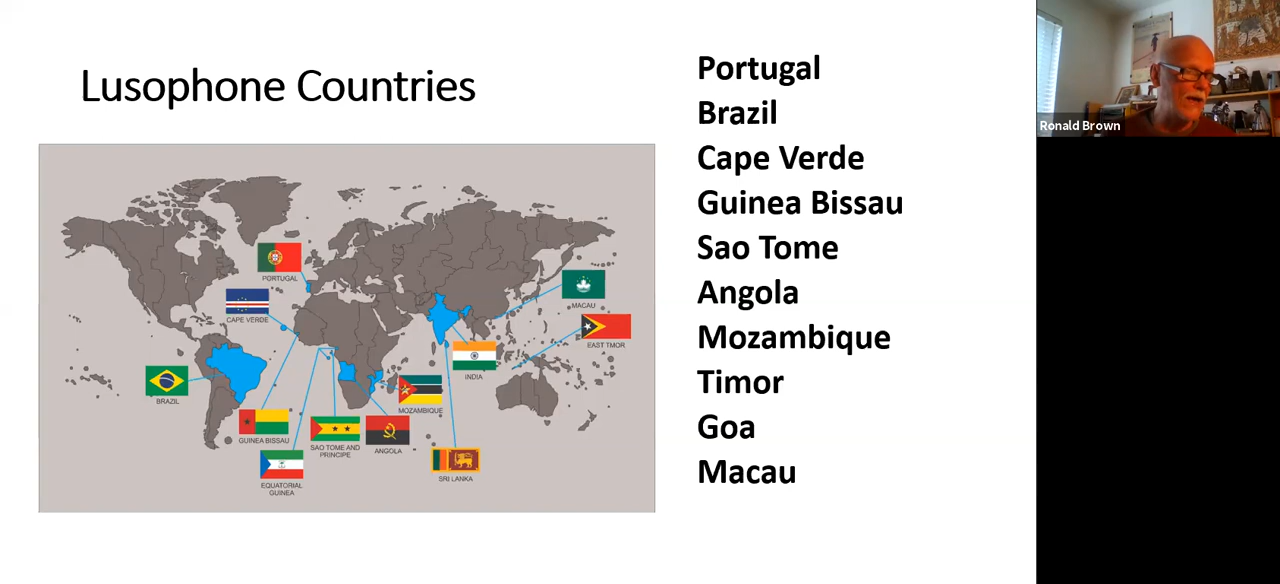 Lusophone Countries
PORTUGAL
CAPE VERDE
BRAZIL
GUINEA BISSAU
EQUATORIAL
GUINEA
SAO TOME AND
PRINCIPE
ANGOLA
MOZAMBIQUE
SRI LANKA
INDIA
MACAU
EAST TMOR
Portugal
Brazil
Cape Verde
Guinea Bissau
Sao Tome
Angola
Mozambique
Timor
Goa
Macau
Ronald Brown